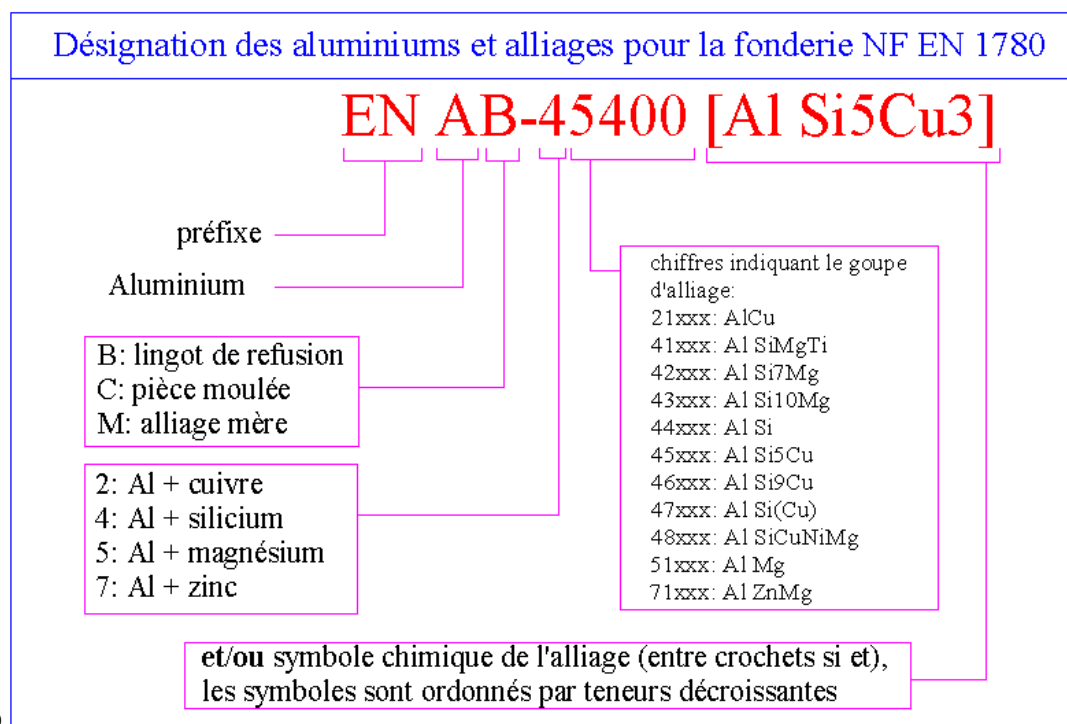 Désignation des aluminiums et alliages pour la fonderie NF EN 1780
EN AB-45400 [Al Si5Cu3]
préfixe
Aluminium
B: lingot de refusion
C: pièce moulée
M: alliage mère
2: Al + cuivre
4: Al + silicium
5: Al + magnésium
7: Al + zinc
chiffres indiquant le goupe
d'alliage:
21xxx: AlCu
41xxx: Al SiMgTi
42xxx: Al Si7Mg
43xxx: Al Si10Mg
44xxx: Al Si
45xxx: Al Si5Cu
46xxx: Al Si9Cu
47xxx: Al Si(Cu)
48xxx: Al SiCuNiMg
51xxx: Al Mg
71xxx: Al ZnMg
et/ou symbole chimique de l'alliage (entre crochets si et),
les symboles sont ordonnés par teneurs décroissantes